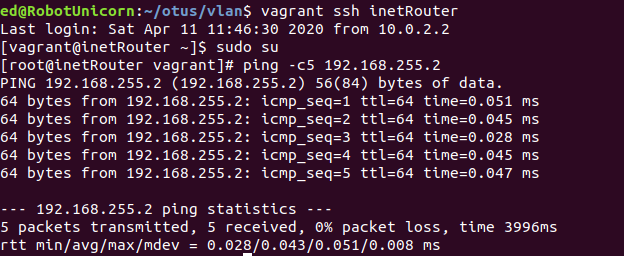 ed@RobotUnicorn:~/otus/vlan$ vagrant ssh inetRouter
Last login: Sat Apr 11 11:46:30 2020 from 10.0.2.2
[vagrant@inetRouter ~]$ sudo su
[root@inetRouter vagrant]# ping -c5 192.168.255.2
PING 192.168.255.2 (192.168.255.2) 56(84) bytes of data.
64 bytes from 192.168.255.2: icmp_seq=1 ttl=64 time=0.051 ms
64 bytes from 192.168.255.2: icmp_seq=2 ttl=64 time=0.045 ms
64 bytes from 192.168.255.2: icmp_seq=3 ttl=64 time=0.028 ms
64 bytes from 192.168.255.2: icmp_seq=4 ttl=64 time=0.045 ms
64 bytes from 192.168.255.2: icmp_seq=5 ttl=64 time=0.047 ms

--- 192.168.255.2 ping statistics ---
5 packets transmitted, 5 received, 0% packet loss, time 3996ms
rtt min/avg/max/mdev = 0.028/0.043/0.051/0.008 ms